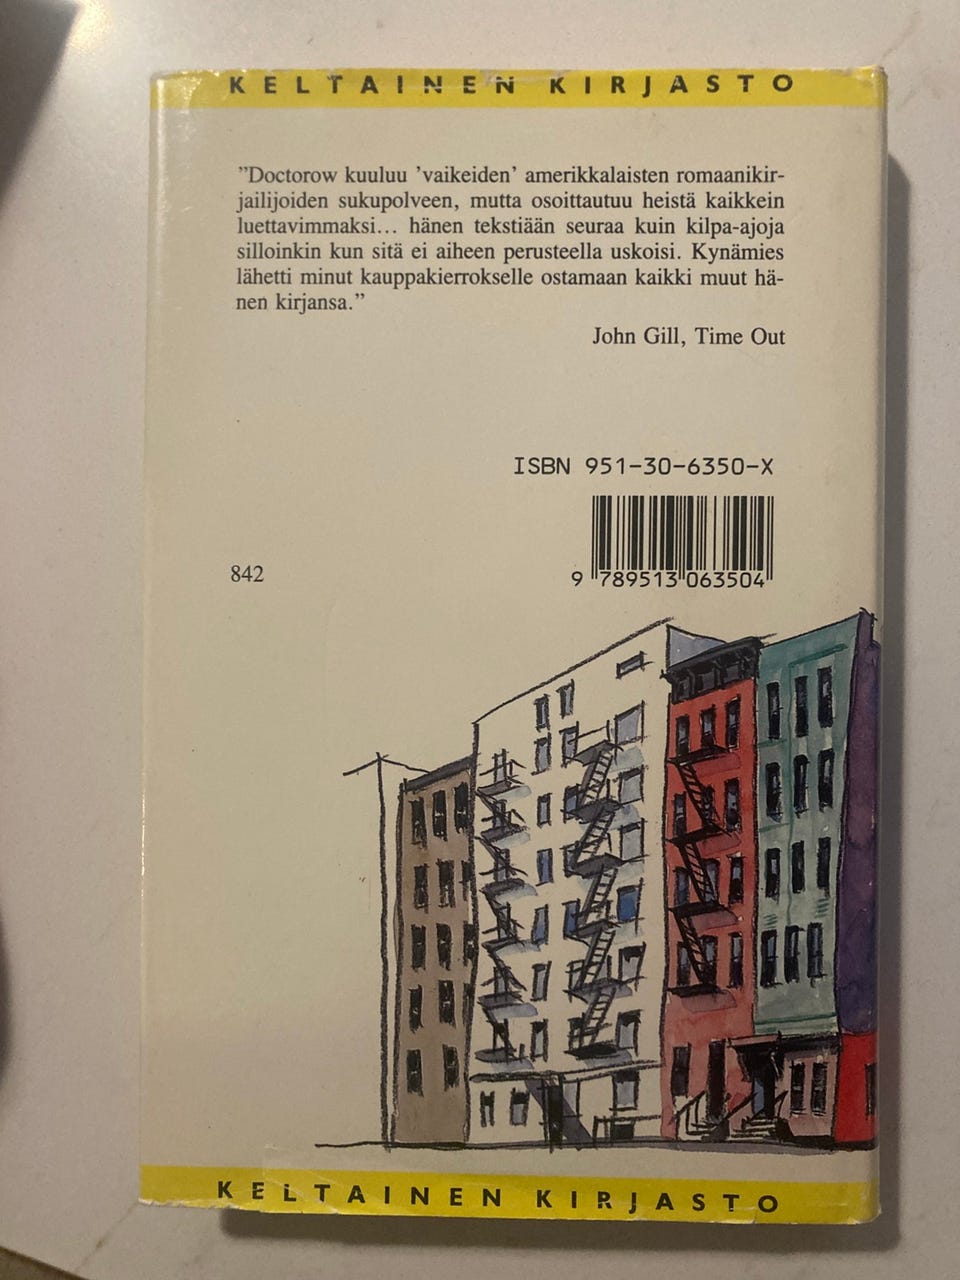 KELTAINEN KIRJASTO
”Doctorow kuuluu 'vaikeiden' amerikkalaisten romaanikir-
jailijoiden sukupolveen, mutta osoittautuu heistä kaikkein
luettavimmaksi... hänen tekstiään seuraa kuin kilpa-ajoja
silloinkin kun sitä ei aiheen perusteella uskoisi. Kynämies
lähetti minut kauppakierrokselle ostamaan kaikki muut hä-
nen kirjansa.”
John Gill, Time Out
ISBN 951-30-6350-X
9 789513 063504
842
KELTAINEN KIRJASTO